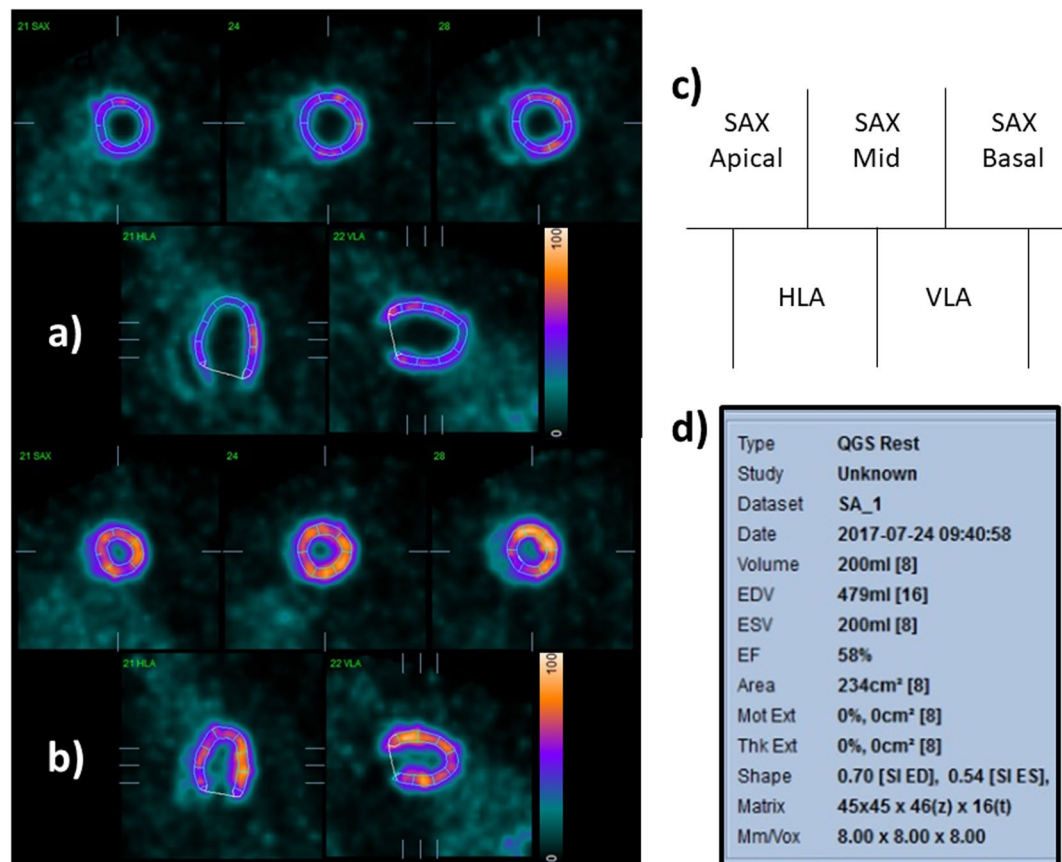 21 SAX
24
28
21 HLA
22 VLA
100
0
a)
21 SAX
24
28
21 HLA
22 VLA
100
0
b)
c)
SAX Apical
SAX Mid
SAX Basal
HLA
VLA
d)
Type QGS Rest
Study Unknown
Dataset SA_1
Date 2017-07-24 09:40:58
Volume 200ml [8]
EDV 479ml [16]
ESV 200ml [8]
EF 58%
Area 234cm² [8]
Mot Ext 0%, 0cm² [8]
Thk Ext 0%, 0cm² [8]
Shape 0.70 [SI ED], 0.54 [SI ES],
Matrix 45x45 x 46(z) x 16(t)
Mm/Vox 8.00 x 8.00 x 8.00